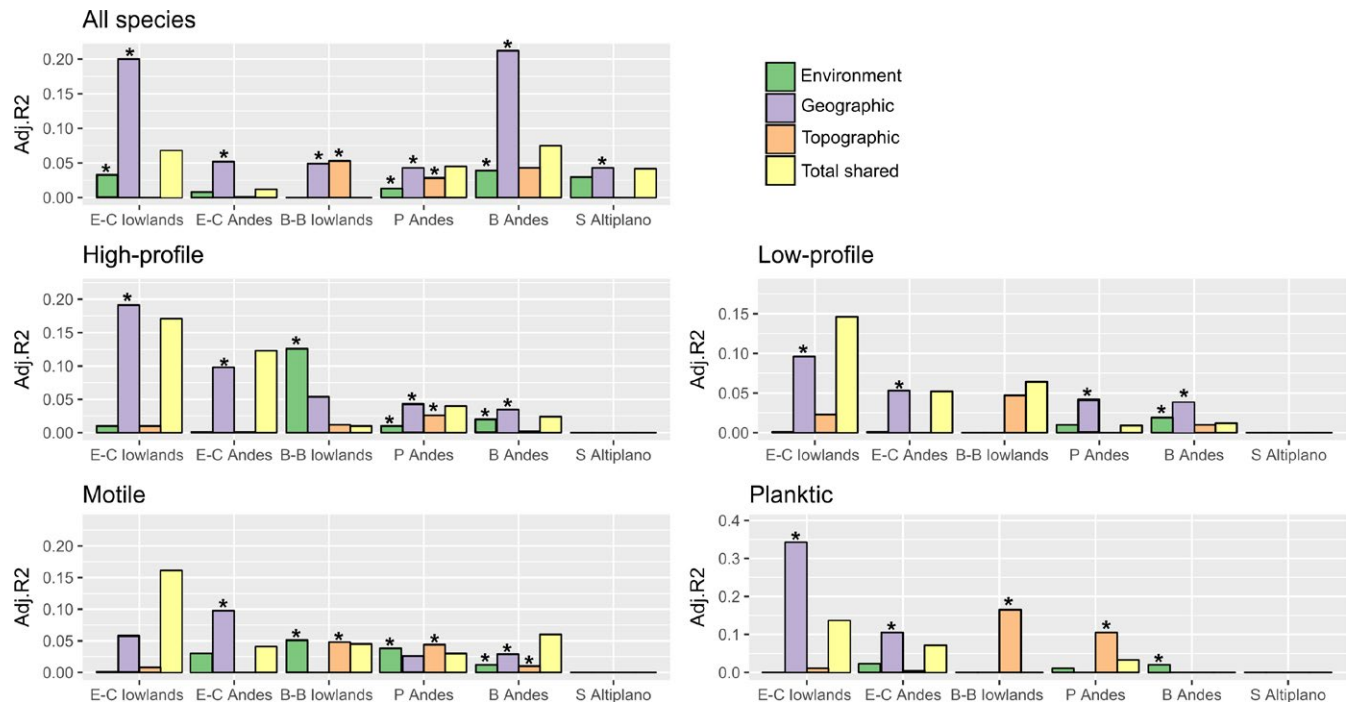 All species
Adj.R2
0.20
0.15
0.10
0.05
0.00
* * * * * * * * * * *
E-C lowlands E-C Andes B-B lowlands P Andes B Andes S Altiplano
Environment
Geographic
Topographic
Total shared
High-profile
Adj.R2
0.20
0.15
0.10
0.05
0.00
* * * * * * * *
E-C lowlands E-C Andes B-B lowlands P Andes B Andes S Altiplano
Low-profile
Adj.R2
0.15
0.10
0.05
0.00
* * * * *
E-C lowlands E-C Andes B-B lowlands P Andes B Andes S Altiplano
Motile
Adj.R2
0.20
0.15
0.10
0.05
0.00
* * * * * * * *
E-C lowlands E-C Andes B-B lowlands P Andes B Andes S Altiplano
Planktic
Adj.R2
0.4
0.3
0.2
0.1
0.0
* * * * *
E-C lowlands E-C Andes B-B lowlands P Andes B Andes S Altiplano